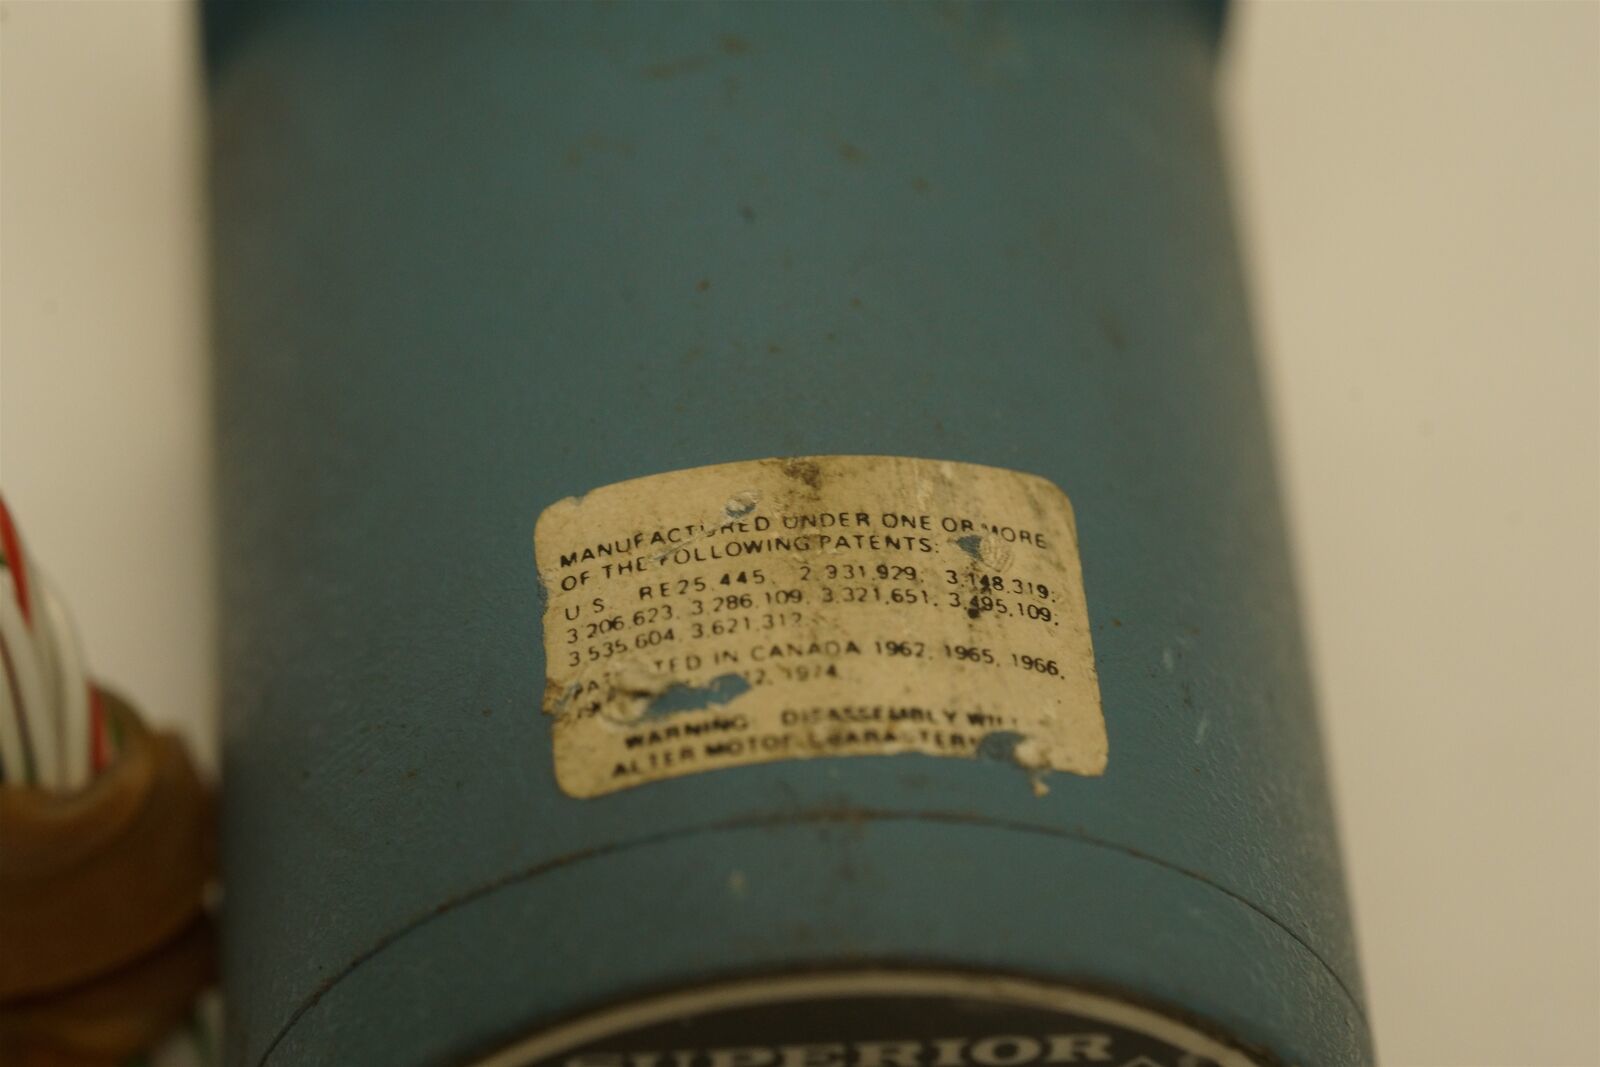 MANUFACTURED UNDER ONE OR MORE
OF THE FOLLOWING PATENTS:
U.S. RE25,445, 2,931,929; 3,148,319;
3,206,623, 3,286,109, 3,321,651, 3,495,109;
3,535,604, 3,621,312
PATENTED IN CANADA 1962, 1965, 1966,
1974
WARNING: DISASSEMBLY WILL
ALTER MOTOR
SUPERIOR